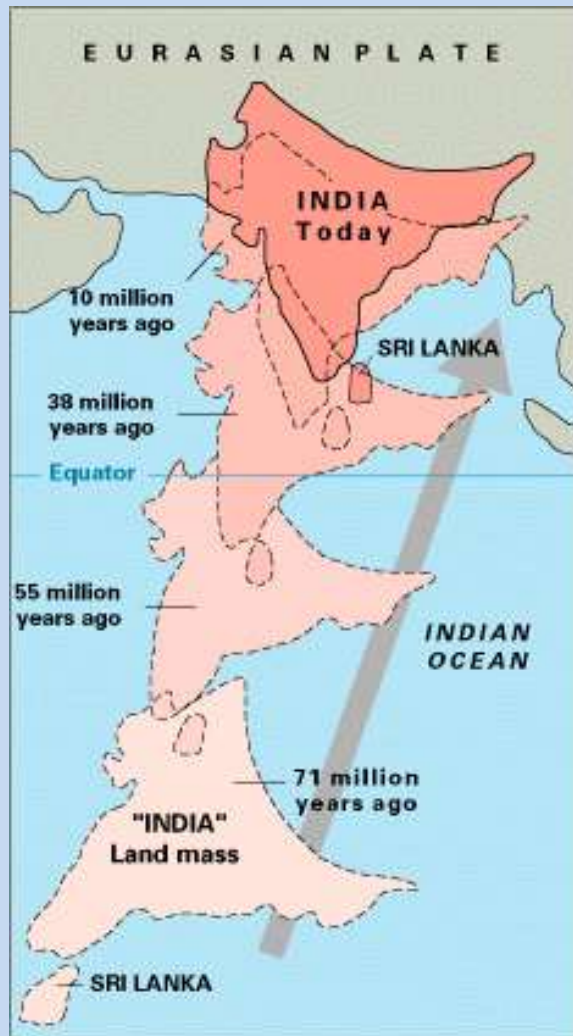 EURASIAN PLATE
INDIA
Today
10 million
years ago
SRI LANKA
38 million
years ago
Equator
55 million
years ago
INDIAN
OCEAN
71 million
years ago
"INDIA"
Land mass
SRI LANKA